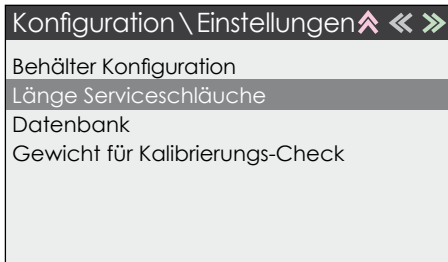 Konfiguration \ Einstellungen
Behälter Konfiguration
Länge Serviceschläuche
Datenbank
Gewicht für Kalibrierungs-Check